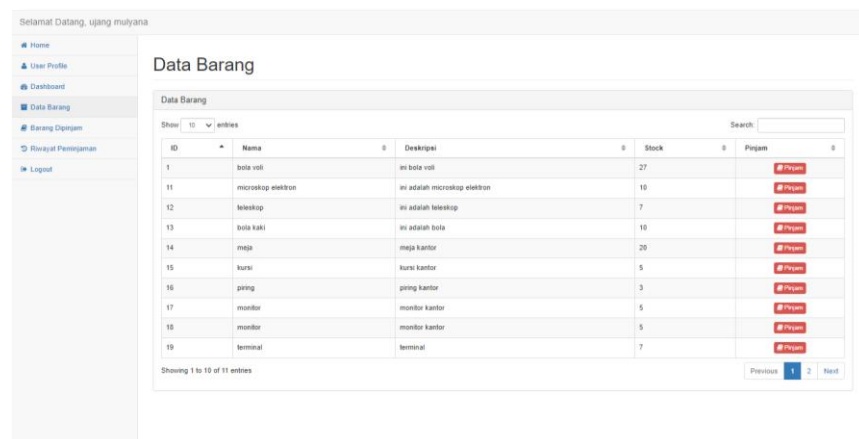 Selamat Datang, ujang mulyana
Home
User Profile
Dashboard
Data Barang
Barang Dipinjam
Riwayat Peminjaman
Logout
Data Barang
Data Barang
Show 10 entries Search:
ID Nama Deskripsi Stock Pinjam
1 bola voli ini bola voli 27 Pinjam
11 microskop elektron ini adalah microskop elektron 10 Pinjam
12 teleskop ini adalah teleskop 7 Pinjam
13 bola kaki ini adalah bola 10 Pinjam
14 meja meja kantor 20 Pinjam
15 kursi kursi kantor 5 Pinjam
16 piring piring kantor 3 Pinjam
17 monitor monitor kantor 5 Pinjam
18 monitor monitor kantor 5 Pinjam
19 terminal terminal 7 Pinjam
Showing 1 to 10 of 11 entries Previous 1 2 Next